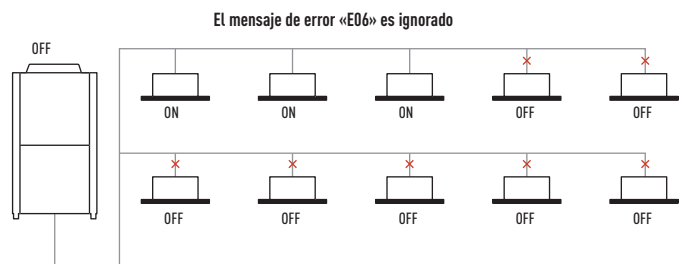 El mensaje de error «E06» es ignorado
OFF
ON ON ON OFF OFF
OFF OFF OFF OFF OFF